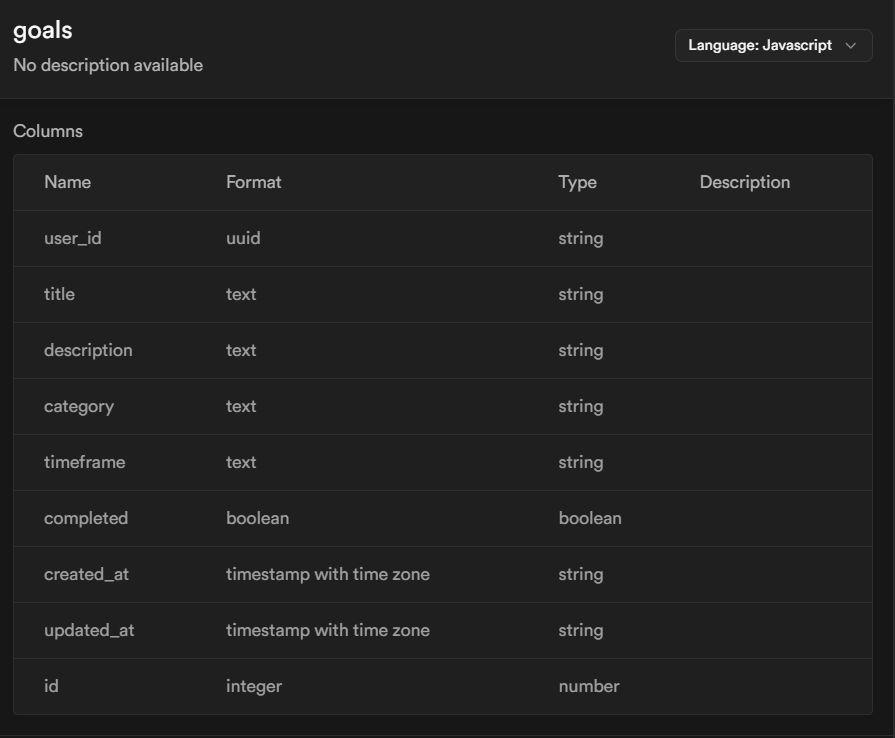 goals
No description available
Language: Javascript
Columns
Name Format Type Description
user_id uuid string
title text string
description text string
category text string
timeframe text string
completed boolean boolean
created_at timestamp with time zone string
updated_at timestamp with time zone string
id integer number